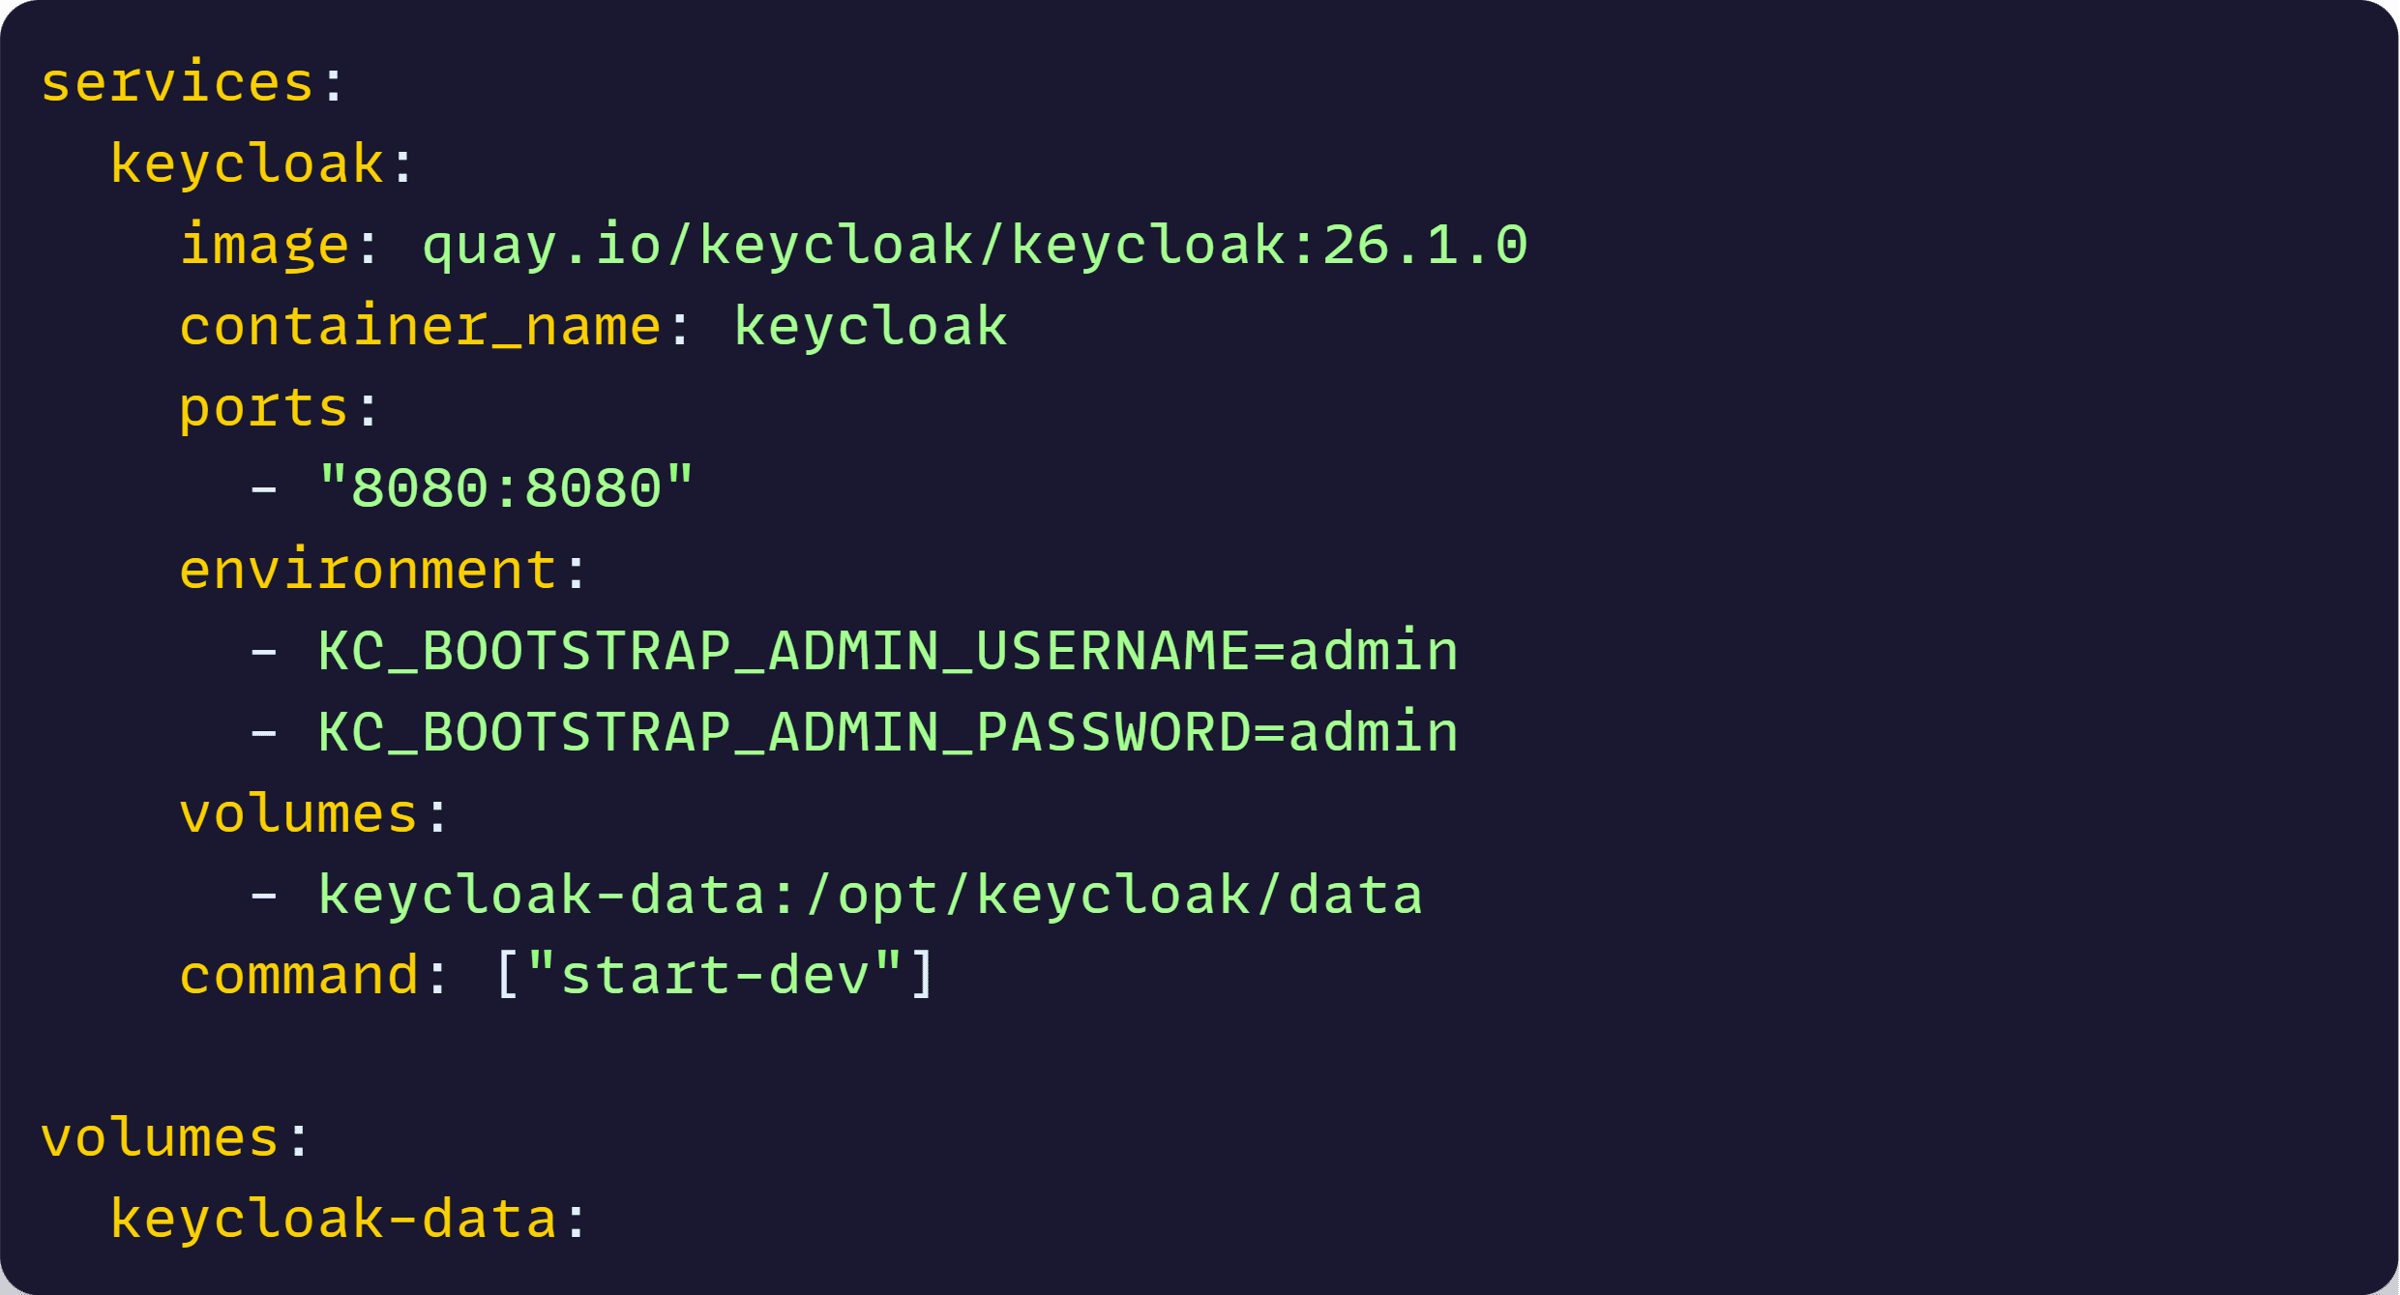 services:
  keycloak:
    image: quay.io/keycloak/keycloak:26.1.0
    container_name: keycloak
    ports:
      - "8080:8080"
    environment:
      - KC_BOOTSTRAP_ADMIN_USERNAME=admin
      - KC_BOOTSTRAP_ADMIN_PASSWORD=admin
    volumes:
      - keycloak-data:/opt/keycloak/data
    command: ["start-dev"]

volumes:
  keycloak-data: